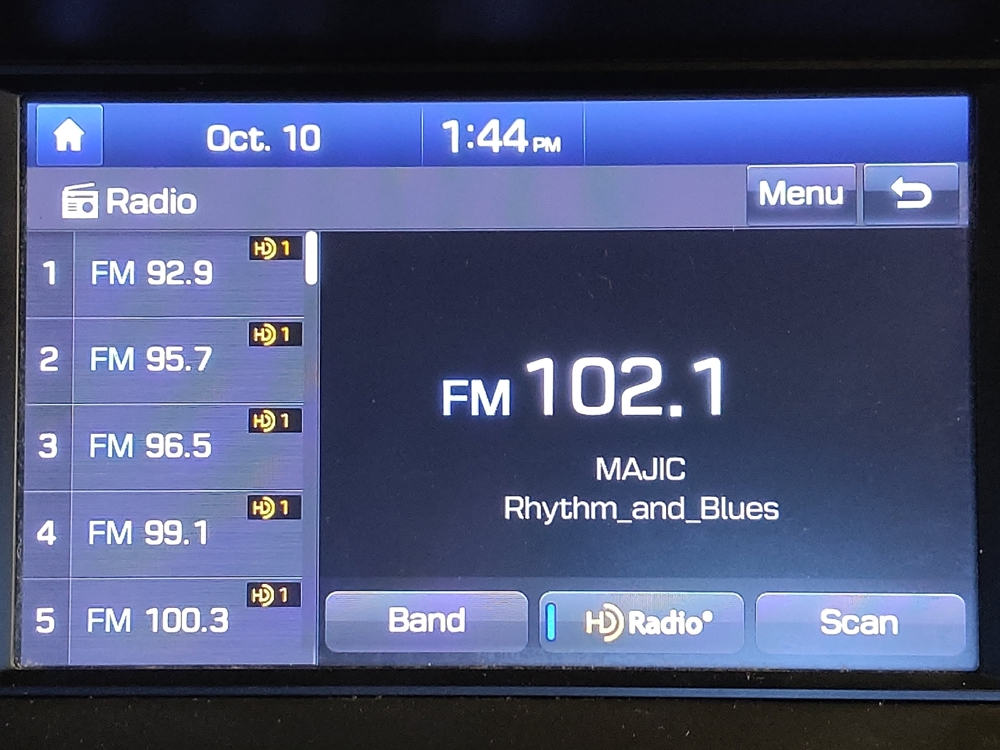 Oct. 10 1:44 PM
Radio Menu
1 FM 92.9 HD 1
2 FM 95.7 HD 1
3 FM 96.5 HD 1
4 FM 99.1 HD 1
5 FM 100.3 HD 1
FM 102.1
MAJIC
Rhythm_and_Blues
Band HD Radio® Scan